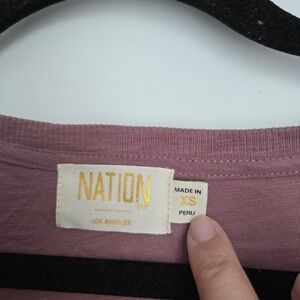 NATION
LOS ANGELES
MADE IN
XS
PERU